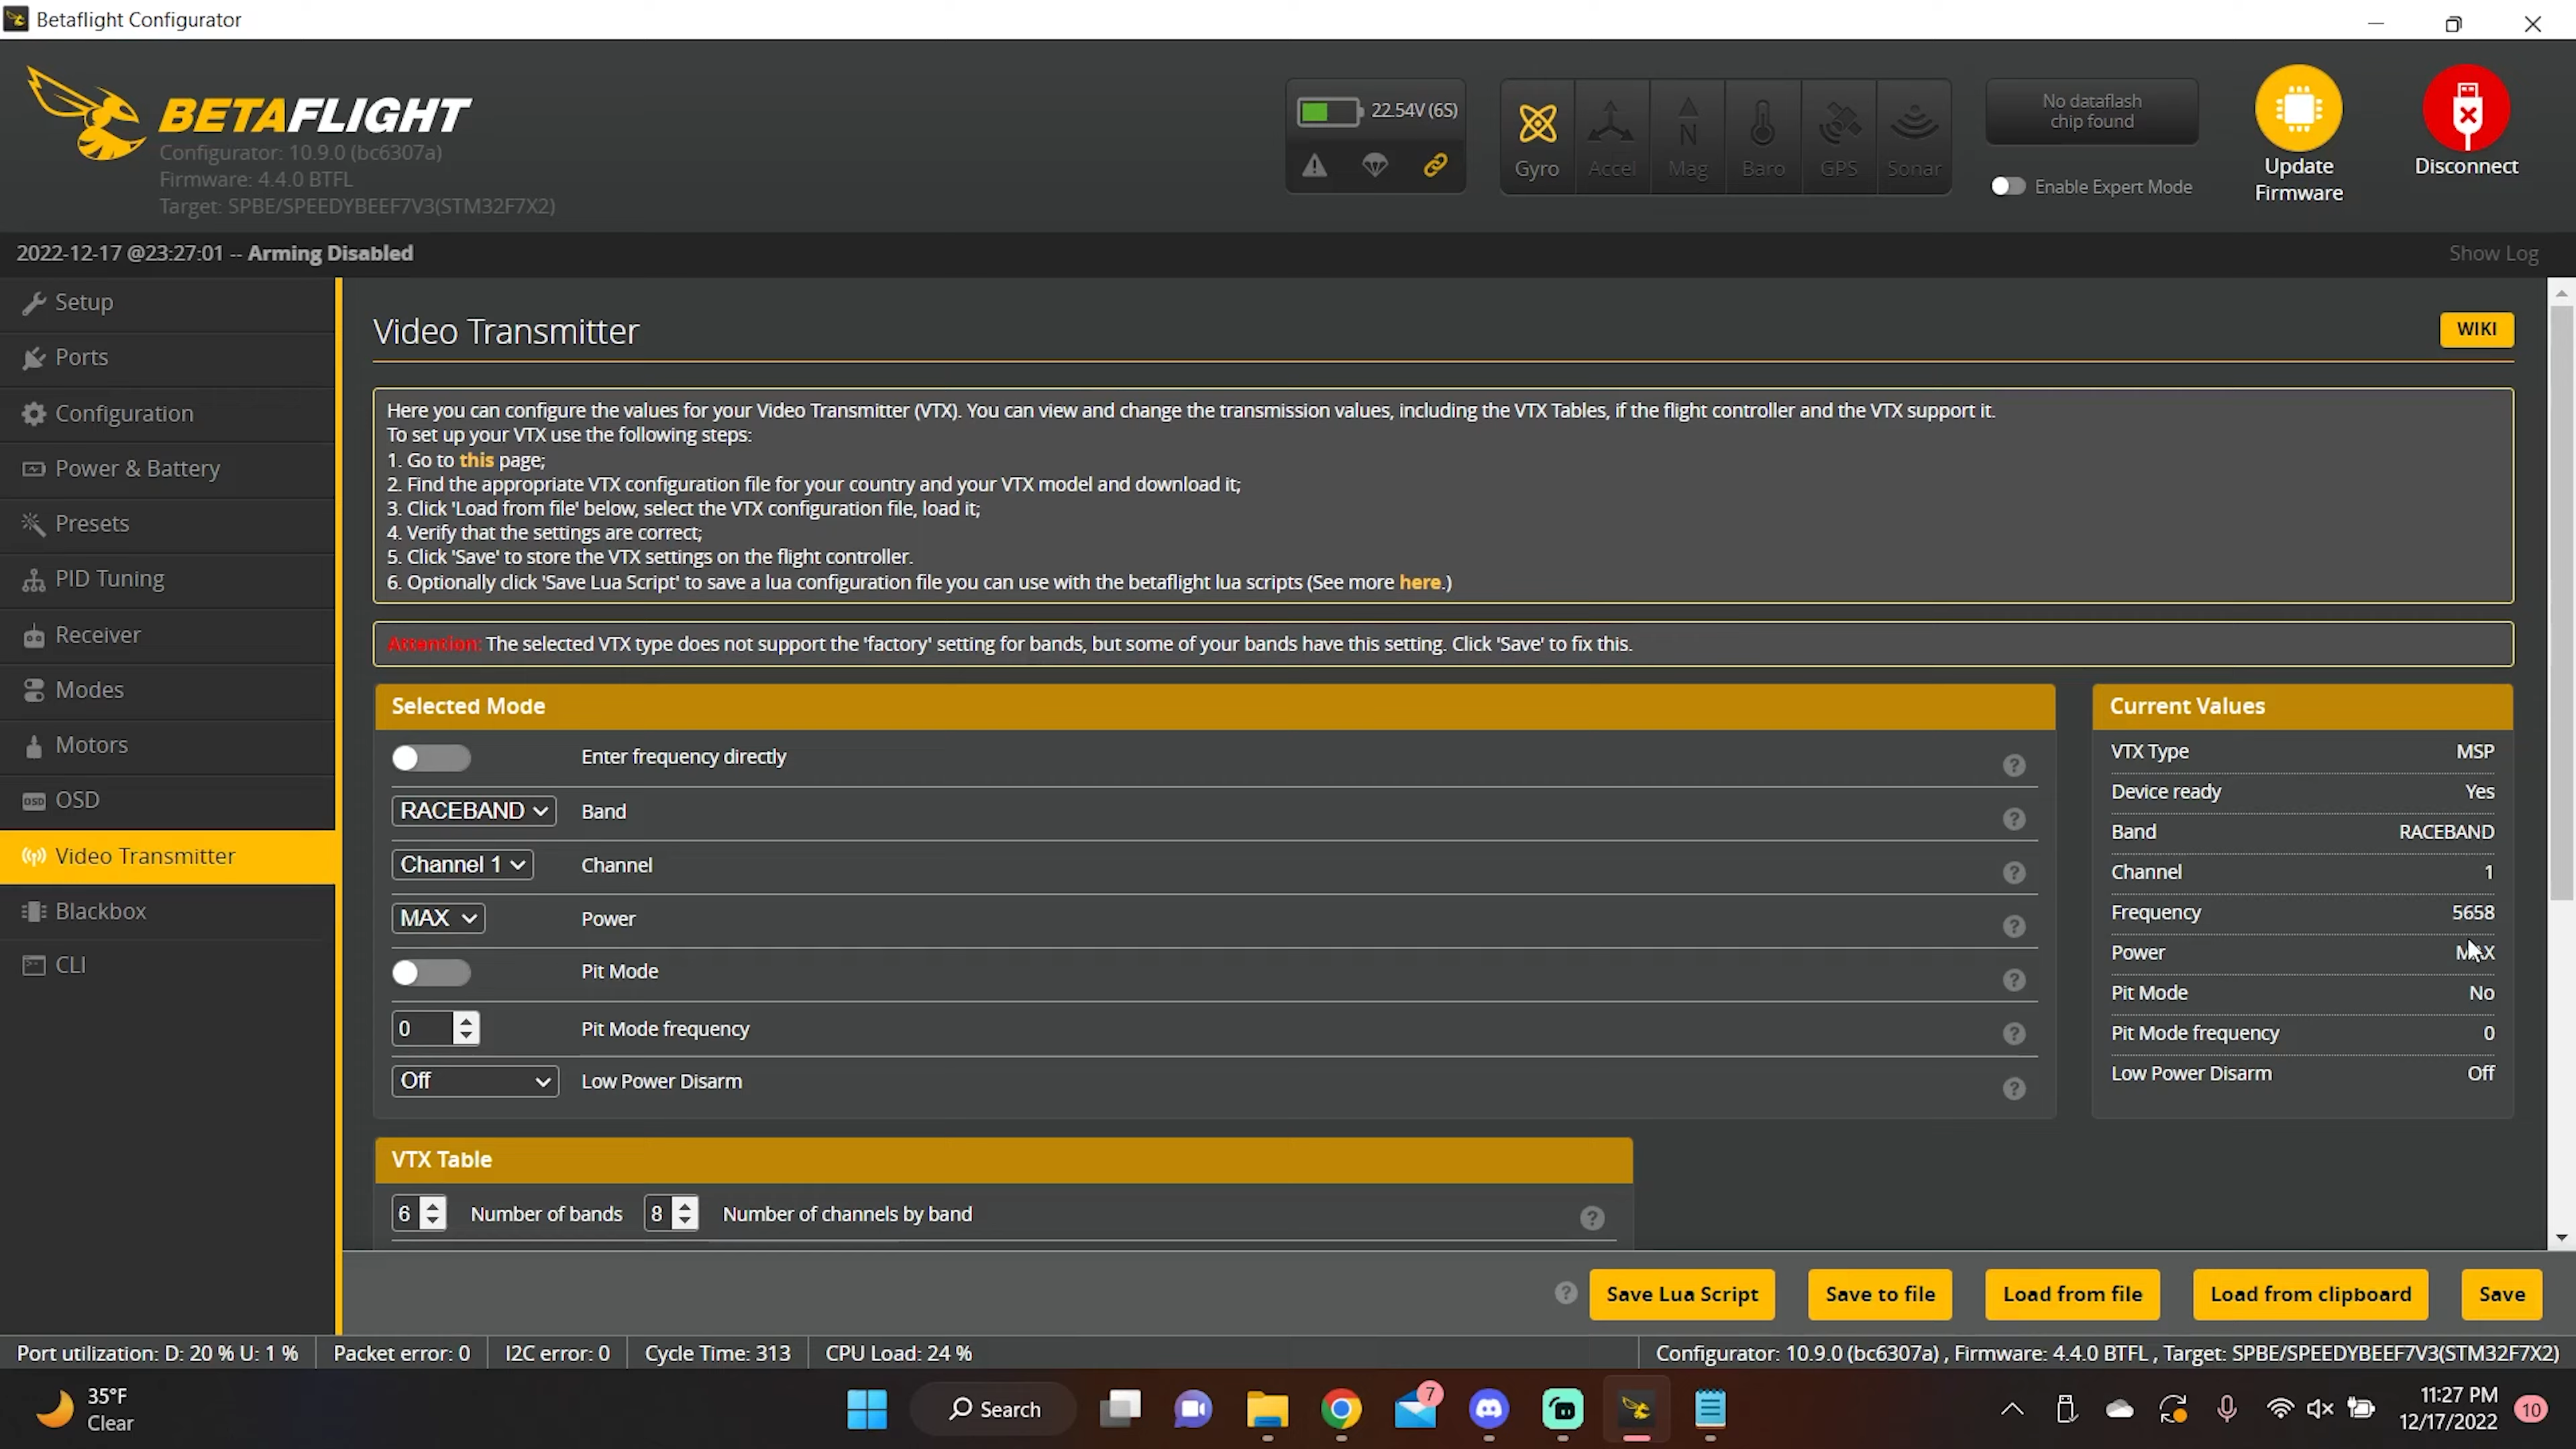 Betaflight Configurator
BETAFLIGHT
Configurator: 10.9.0 (bc6307a)
Firmware: 4.4.0 BTFL
Target: SPBE/SPEEDYBEEF7V3(STM32F7X2)
22.54V (6S)
Gyro
Accel
N
Mag
Baro
GPS
Sonar
No dataflash
chip found
Enable Expert Mode
Update
Firmware
Disconnect
2022-12-17 @23:27:01 -- Arming Disabled
Show Log
Setup
Ports
Configuration
Power & Battery
Presets
PID Tuning
Receiver
Modes
Motors
OSD OSD
Video Transmitter
Blackbox
CLI
Video Transmitter
WIKI
Here you can configure the values for your Video Transmitter (VTX). You can view and change the transmission values, including the VTX Tables, if the flight controller and the VTX support it.
To set up your VTX use the following steps:
1. Go to this page;
2. Find the appropriate VTX configuration file for your country and your VTX model and download it;
3. Click 'Load from file' below, select the VTX configuration file, load it;
4. Verify that the settings are correct;
5. Click 'Save' to store the VTX settings on the flight controller.
6. Optionally click 'Save Lua Script' to save a lua configuration file you can use with the betaflight lua scripts (See more here.)
Attention: The selected VTX type does not support the 'factory' setting for bands, but some of your bands have this setting. Click 'Save' to fix this.
Selected Mode
Enter frequency directly ?
RACEBAND Band ?
Channel 1 Channel ?
MAX Power ?
Pit Mode ?
0 Pit Mode frequency ?
Off Low Power Disarm ?
Current Values
VTX Type MSP
Device ready Yes
Band RACEBAND
Channel 1
Frequency 5658
Power MAX
Pit Mode No
Pit Mode frequency 0
Low Power Disarm Off
VTX Table
6 Number of bands 8 Number of channels by band ?
? Save Lua Script Save to file Load from file Load from clipboard Save
Port utilization: D: 20 % U: 1 % Packet error: 0 I2C error: 0 Cycle Time: 313 CPU Load: 24 % Configurator: 10.9.0 (bc6307a) , Firmware: 4.4.0 BTFL , Target: SPBE/SPEEDYBEEF7V3(STM32F7X2)
35°F
Clear
Search
7
11:27 PM
12/17/2022
10